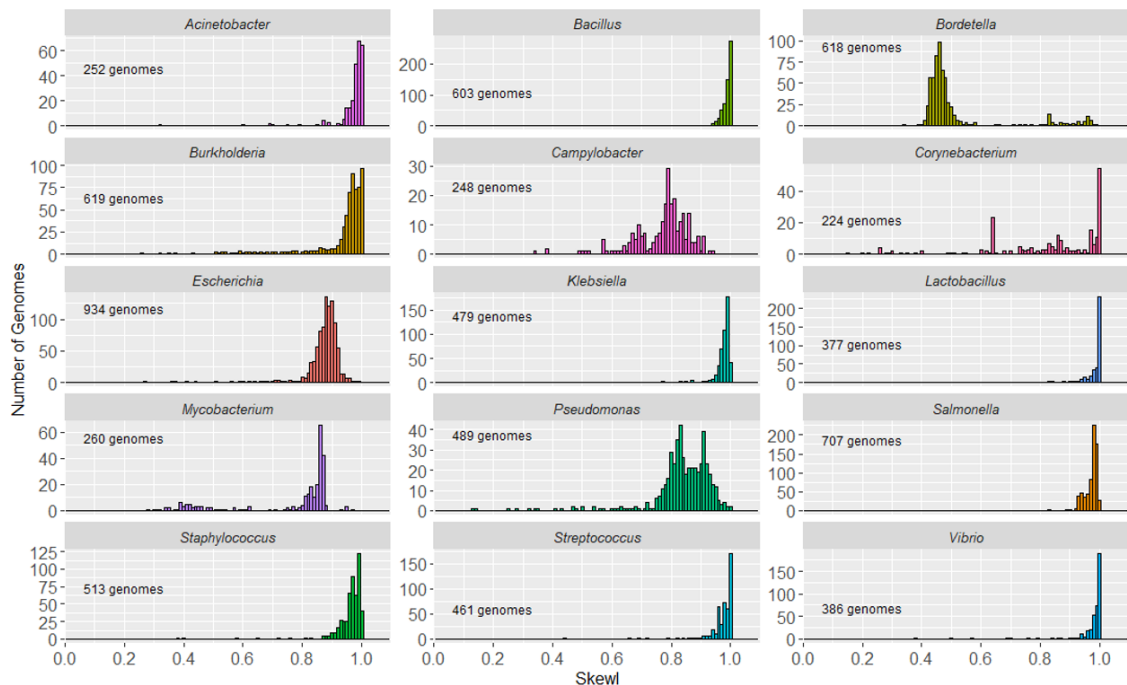 Acinetobacter
Bacillus
Bordetella
60
40
20
0
252 genomes
200
100
0
603 genomes
100
75
50
25
0
618 genomes
Burkholderia
Campylobacter
Corynebacterium
100
75
50
25
0
619 genomes
30
20
10
0
248 genomes
40
20
0
224 genomes
Number of Genomes
Escherichia
Klebsiella
Lactobacillus
100
50
0
934 genomes
150
100
50
0
479 genomes
200
150
100
50
0
377 genomes
Mycobacterium
Pseudomonas
Salmonella
60
40
20
0
260 genomes
40
30
20
10
0
489 genomes
200
150
100
50
0
707 genomes
Staphylococcus
Streptococcus
Vibrio
125
100
75
50
25
0
513 genomes
150
100
50
0
461 genomes
150
100
50
0
386 genomes
0.0 0.2 0.4 0.6 0.8 1.0
0.0 0.2 0.4 0.6 0.8 1.0
0.0 0.2 0.4 0.6 0.8 1.0
SkewI